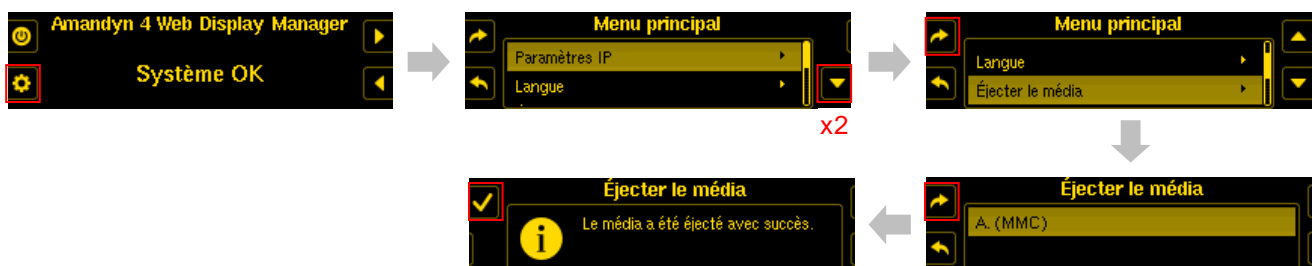 Amandyn 4 Web Display Manager
Système OK
Menu principal
Paramètres IP
Langue
x2
Menu principal
Langue
Éjecter le média
Éjecter le média
A. (MMC)
Éjecter le média
Le média a été éjecté avec succès.